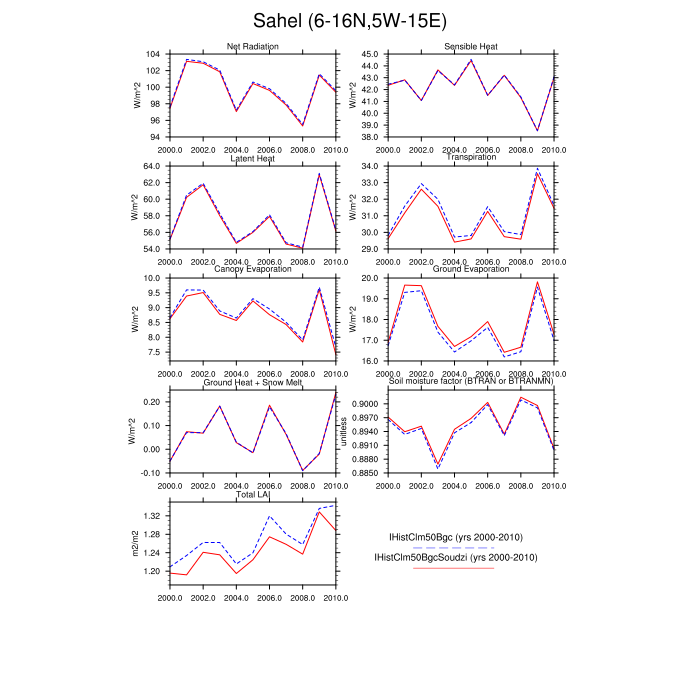 Sahel (6-16N,5W-15E)
Net Radiation
W/m^2
104
102
100
98
96
94
2000.0 2002.0 2004.0 2006.0 2008.0 2010.0
Sensible Heat
W/m^2
45.0
44.0
43.0
42.0
41.0
40.0
39.0
38.0
2000.0 2002.0 2004.0 2006.0 2008.0 2010.0
Latent Heat
W/m^2
64.0
62.0
60.0
58.0
56.0
54.0
2000.0 2002.0 2004.0 2006.0 2008.0 2010.0
Transpiration
W/m^2
34.0
33.0
32.0
31.0
30.0
29.0
2000.0 2002.0 2004.0 2006.0 2008.0 2010.0
Canopy Evaporation
W/m^2
10.0
9.5
9.0
8.5
8.0
7.5
2000.0 2002.0 2004.0 2006.0 2008.0 2010.0
Ground Evaporation
W/m^2
20.0
19.0
18.0
17.0
16.0
2000.0 2002.0 2004.0 2006.0 2008.0 2010.0
Ground Heat + Snow Melt
W/m^2
0.20
0.10
0.00
-0.10
2000.0 2002.0 2004.0 2006.0 2008.0 2010.0
Soil moisture factor (BTRAN or BTRANMN)
unitless
0.9000
0.8970
0.8940
0.8910
0.8880
0.8850
2000.0 2002.0 2004.0 2006.0 2008.0 2010.0
Total LAI
m2/m2
1.32
1.28
1.24
1.20
2000.0 2002.0 2004.0 2006.0 2008.0 2010.0
IHistClm50Bgc (yrs 2000-2010)
IHistClm50BgcSoudzi (yrs 2000-2010)